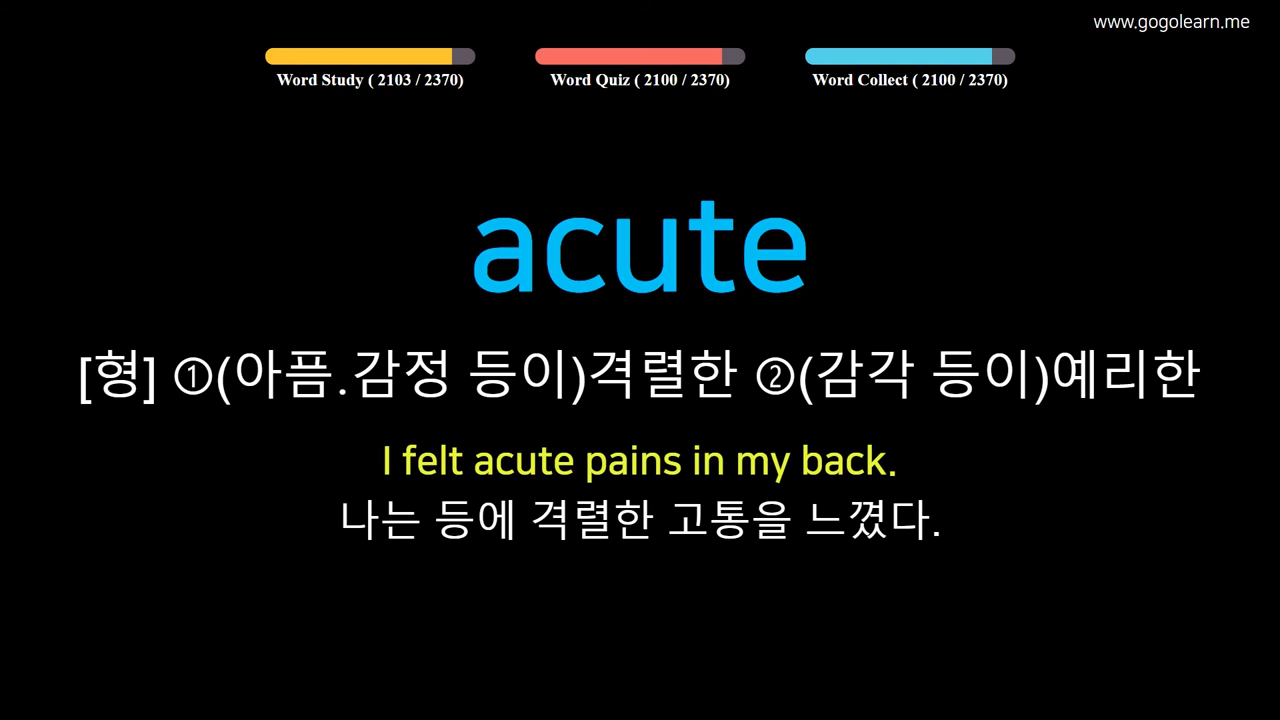 www.gogolearn.me
Word Study ( 2103 / 2370)
Word Quiz ( 2100 / 2370)
Word Collect ( 2100 / 2370)
acute
[형] ①(아픔.감정 등이)격렬한 ②(감각 등이)예리한
I felt acute pains in my back.
나는 등에 격렬한 고통을 느꼈다.